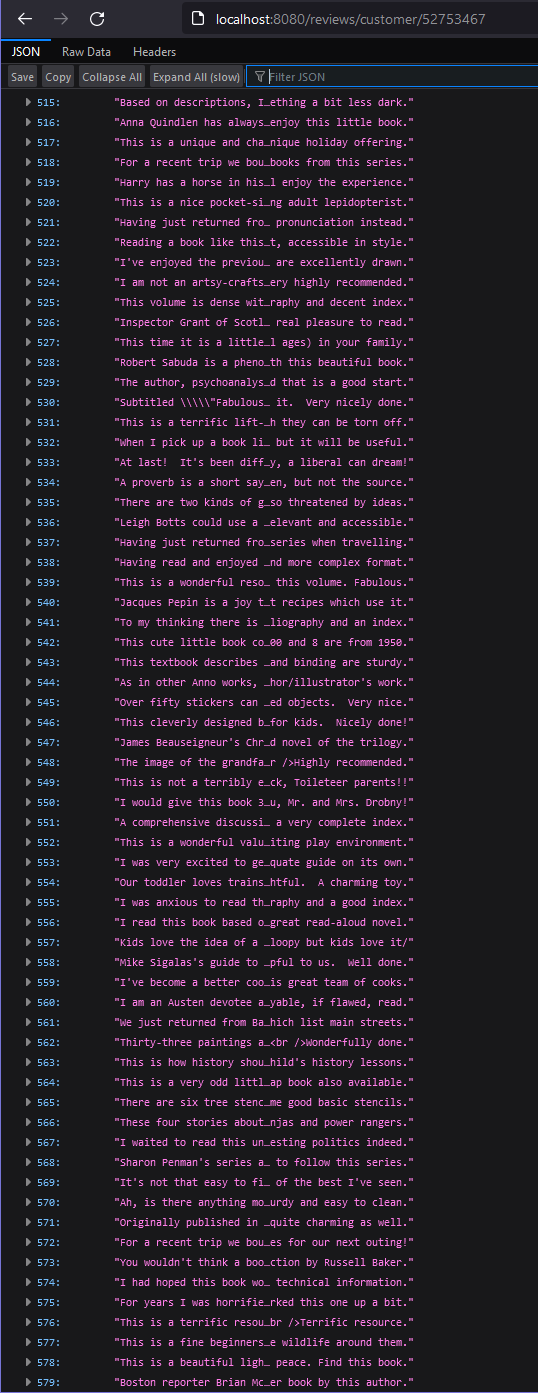 localhost:8080/reviews/customer/52753467
JSON Raw Data Headers
Save Copy Collapse All Expand All (slow) Filter JSON
515: "Based on descriptions, I…ething a bit less dark."
516: "Anna Quindlen has always…enjoy this little book."
517: "This is a unique and cha…nique holiday offering."
518: "For a recent trip we bou…books from this series."
519: "Harry has a horse in his…l enjoy the experience."
520: "This is a nice pocket-si…ng adult lepidopterist.
521: "Having just returned fro… pronunciation instead."
522: "Reading a book like this…t, accessible in style."
523: "I've enjoyed the previou… are excellently drawn."
524: "I am not an artsy-crafts…ery highly recommended."
525: "This volume is dense wit…raphy and decent index."
526: "Inspector Grant of Scotl… real pleasure to read."
527: "This time it is a little…l ages) in your family."
528: "Robert Sabuda is a pheno…th this beautiful book."
529: "The author, psychoanalys…d that is a good start."
530: "Subtitled \\\\\"Fabulous… it.  Very nicely done."
531: "This is a terrific lift-…h they can be torn off."
532: "When I pick up a book li… but it will be useful."
533: "At last!  It's been diff…y, a liberal can dream!"
534: "A proverb is a short say…en, but not the source."
535: "There are two kinds of g…so threatened by ideas."
536: "Leigh Botts could use a …elevant and accessible."
537: "Having just returned fro…series when travelling."
538: "Having read and enjoyed …nd more complex format."
539: "This is a wonderful reso… this volume. Fabulous."
540: "Jacques Pepin is a joy t…t recipes which use it."
541: "To my thinking there is …liography and an index."
542: "This cute little book co…00 and 8 are from 1950."
543: "This textbook describes …and binding are sturdy."
544: "As in other Anno works, …hor/illustrator's work."
545: "Over fifty stickers can …ed objects.  Very nice."
546: "This cleverly designed b…for kids.  Nicely done!"
547: "James Beauseigneur's Chr…d novel of the trilogy."
548: "The image of the grandfa…r />Highly recommended."
549: "This is not a terribly e…ck, Toileteer parents!!"
550: "I would give this book 3…u, Mr. and Mrs. Drobny!"
551: "A comprehensive discussi… a very complete index."
552: "This is a wonderful valu…iting play environment."
553: "I was very excited to ge…quate guide on its own."
554: "Our toddler loves trains…htful.  A charming toy."
555: "I was anxious to read th…raphy and a good index."
556: "I read this book based o…great read-aloud novel."
557: "Kids love the idea of a …loopy but kids love it/"
558: "Mike Sigalas's guide to …pful to us.  Well done."
559: "I've become a better coo…is great team of cooks."
560: "I am an Austen devotee a…yable, if flawed, read."
561: "We just returned from Ba…hich list main streets."
562: "Thirty-three paintings a…<br />Wonderfully done."
563: "This is how history shou…hild's history lessons."
564: "This is a very odd littl…ap book also available."
565: "There are six tree stenc…me good basic stencils."
566: "These four stories about…njas and power rangers."
567: "I waited to read this un…esting politics indeed."
568: "Sharon Penman's series a… to follow this series."
569: "It's not that easy to fi… of the best I've seen."
570: "Ah, is there anything mo…urdy and easy to clean."
571: "Originally published in …quite charming as well."
572: "For a recent trip we bou…es for our next outing!"
573: "You wouldn't think a boo…ction by Russell Baker."
574: "I had hoped this book wo… technical information."
575: "For years I was horrifie…rked this one up a bit."
576: "This is a terrific resou…br />Terrific resource."
577: "This is a fine beginners…e wildlife around them."
578: "This is a beautiful ligh… peace. Find this book."
579: "Boston reporter Brian Mc…er book by this author."